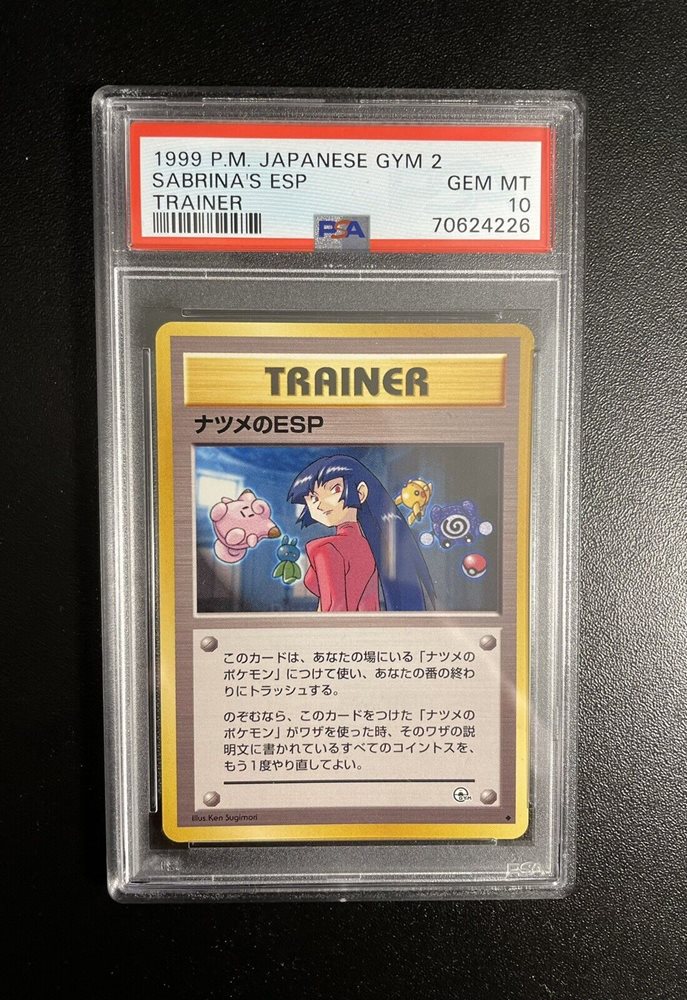 1999 P.M. JAPANESE GYM 2
SABRINA'S ESP GEM MT
TRAINER 10
70624226
PSA
TRAINER
ナツメのESP
このカードは、あなたの場にいる「ナツメの
ポケモン」につけて使い、あなたの番の終わ
りにトラッシュする。
のぞむなら、このカードをつけた「ナツメの
ポケモン」がワザを使った時、そのワザの説
明文に書かれているすべてのコイントスを、
もう1度やり直してよい。
GYM
Illus.Ken Sugimori
PSA